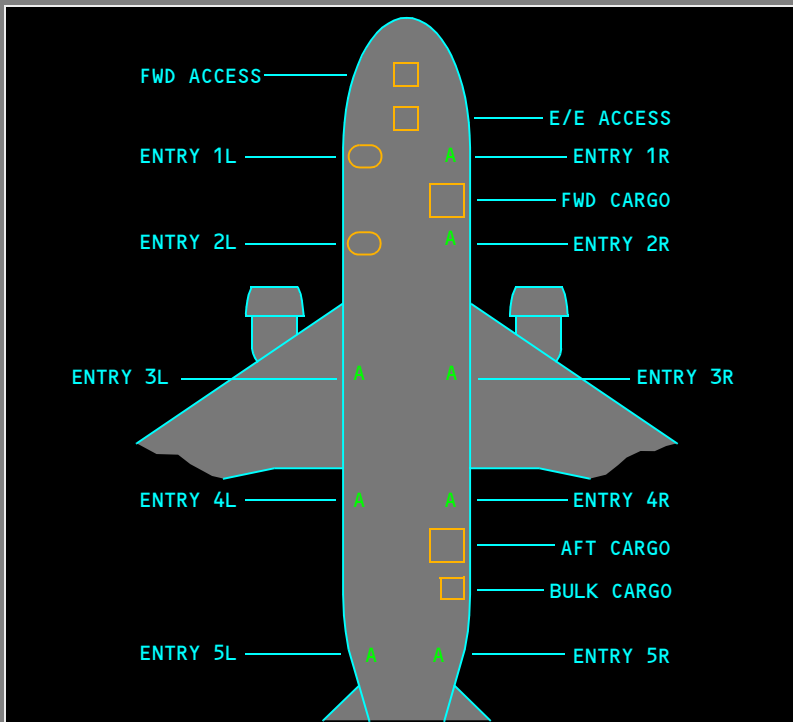 FWD ACCESS
E/E ACCESS
ENTRY 1L A ENTRY 1R
FWD CARGO
ENTRY 2L A ENTRY 2R
ENTRY 3L A A ENTRY 3R
ENTRY 4L A A ENTRY 4R
AFT CARGO
BULK CARGO
ENTRY 5L A A ENTRY 5R